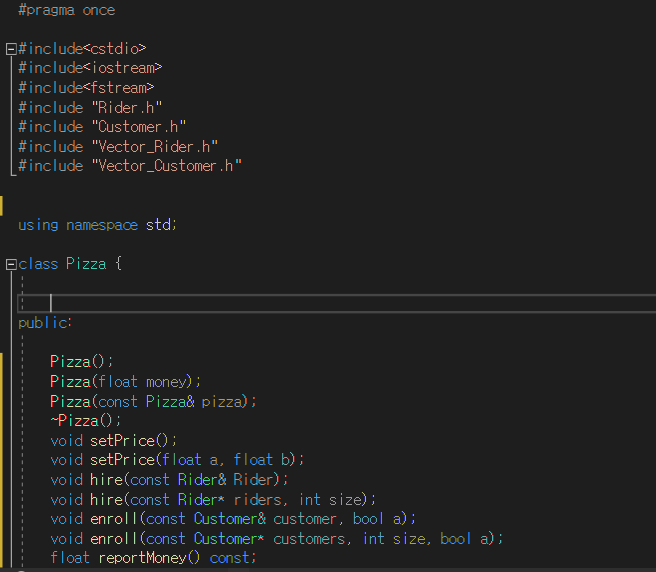 #pragma once
#include<cstdio>
#include<iostream>
#include<fstream>
#include "Rider.h"
#include "Customer.h"
#include "Vector_Rider.h"
#include "Vector_Customer.h"
using namespace std;
class Pizza {
public:
Pizza();
Pizza(float money);
Pizza(const Pizza& pizza);
~Pizza();
void setPrice();
void setPrice(float a, float b);
void hire(const Rider& Rider);
void hire(const Rider* riders, int size);
void enroll(const Customer& customer, bool a);
void enroll(const Customer* customers, int size, bool a);
float reportMoney() const;